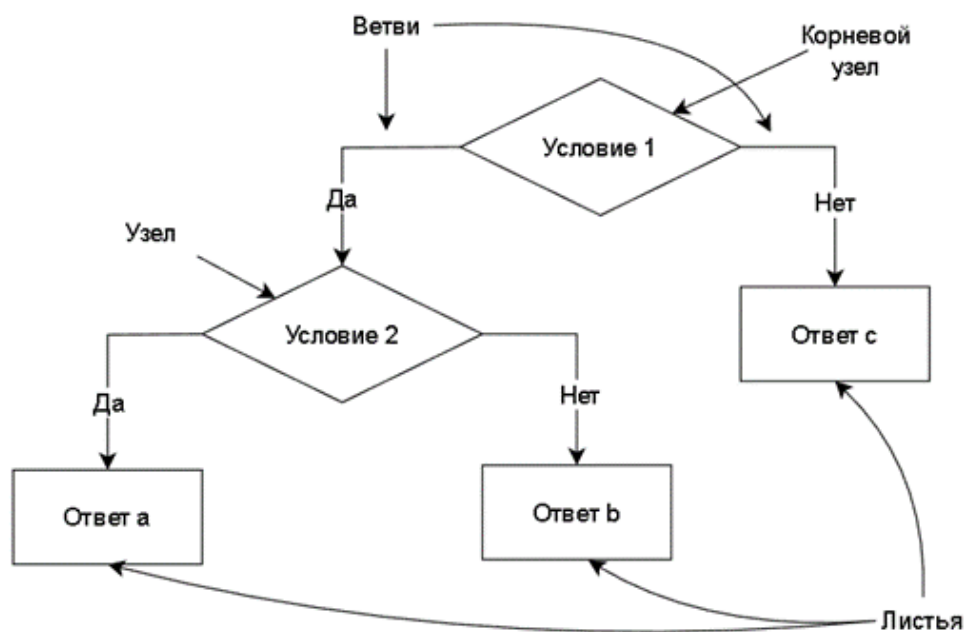 Ветви
Корневой
узел
Условие 1
Да
Нет
Узел
Условие 2
Ответ c
Да
Нет
Ответ a
Ответ b
Листья